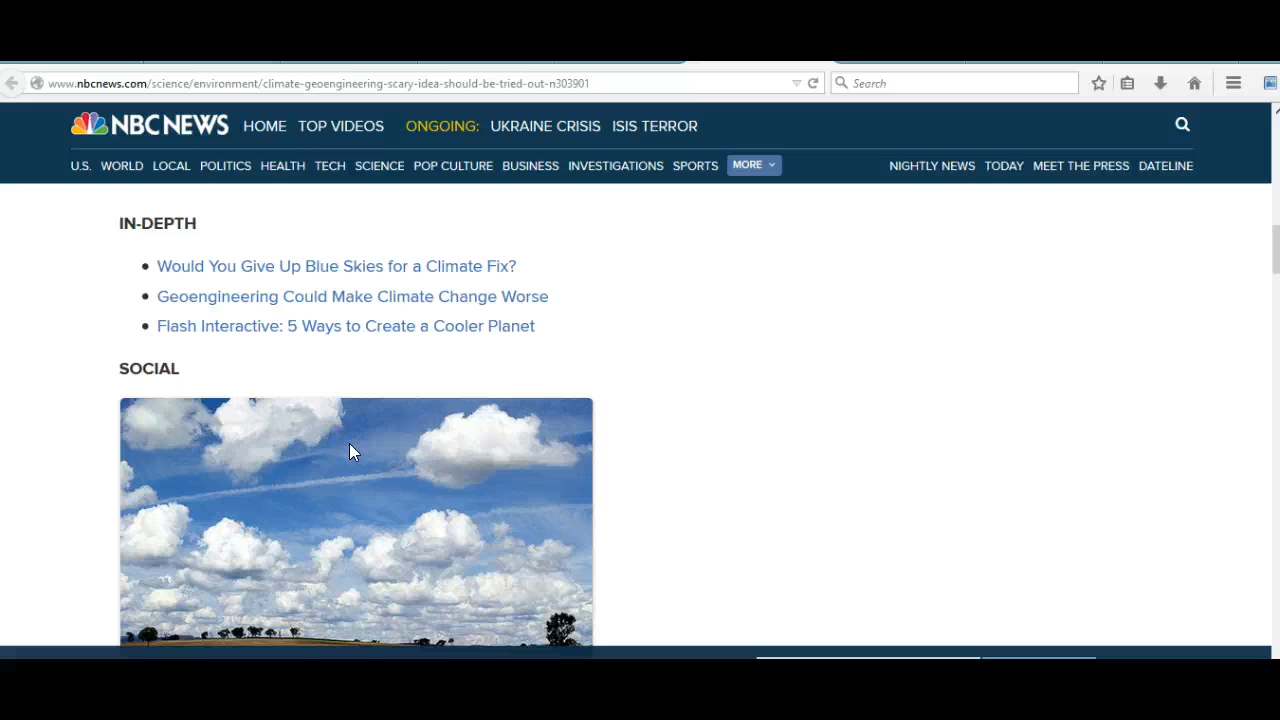 www.nbcnews.com/science/environment/climate-geoengineering-scary-idea-should-be-tried-out-n303901
Search
NBC NEWS HOME TOP VIDEOS ONGOING: UKRAINE CRISIS ISIS TERROR
U.S. WORLD LOCAL POLITICS HEALTH TECH SCIENCE POP CULTURE BUSINESS INVESTIGATIONS SPORTS MORE NIGHTLY NEWS TODAY MEET THE PRESS DATELINE
IN-DEPTH
Would You Give Up Blue Skies for a Climate Fix?
Geoengineering Could Make Climate Change Worse
Flash Interactive: 5 Ways to Create a Cooler Planet
SOCIAL